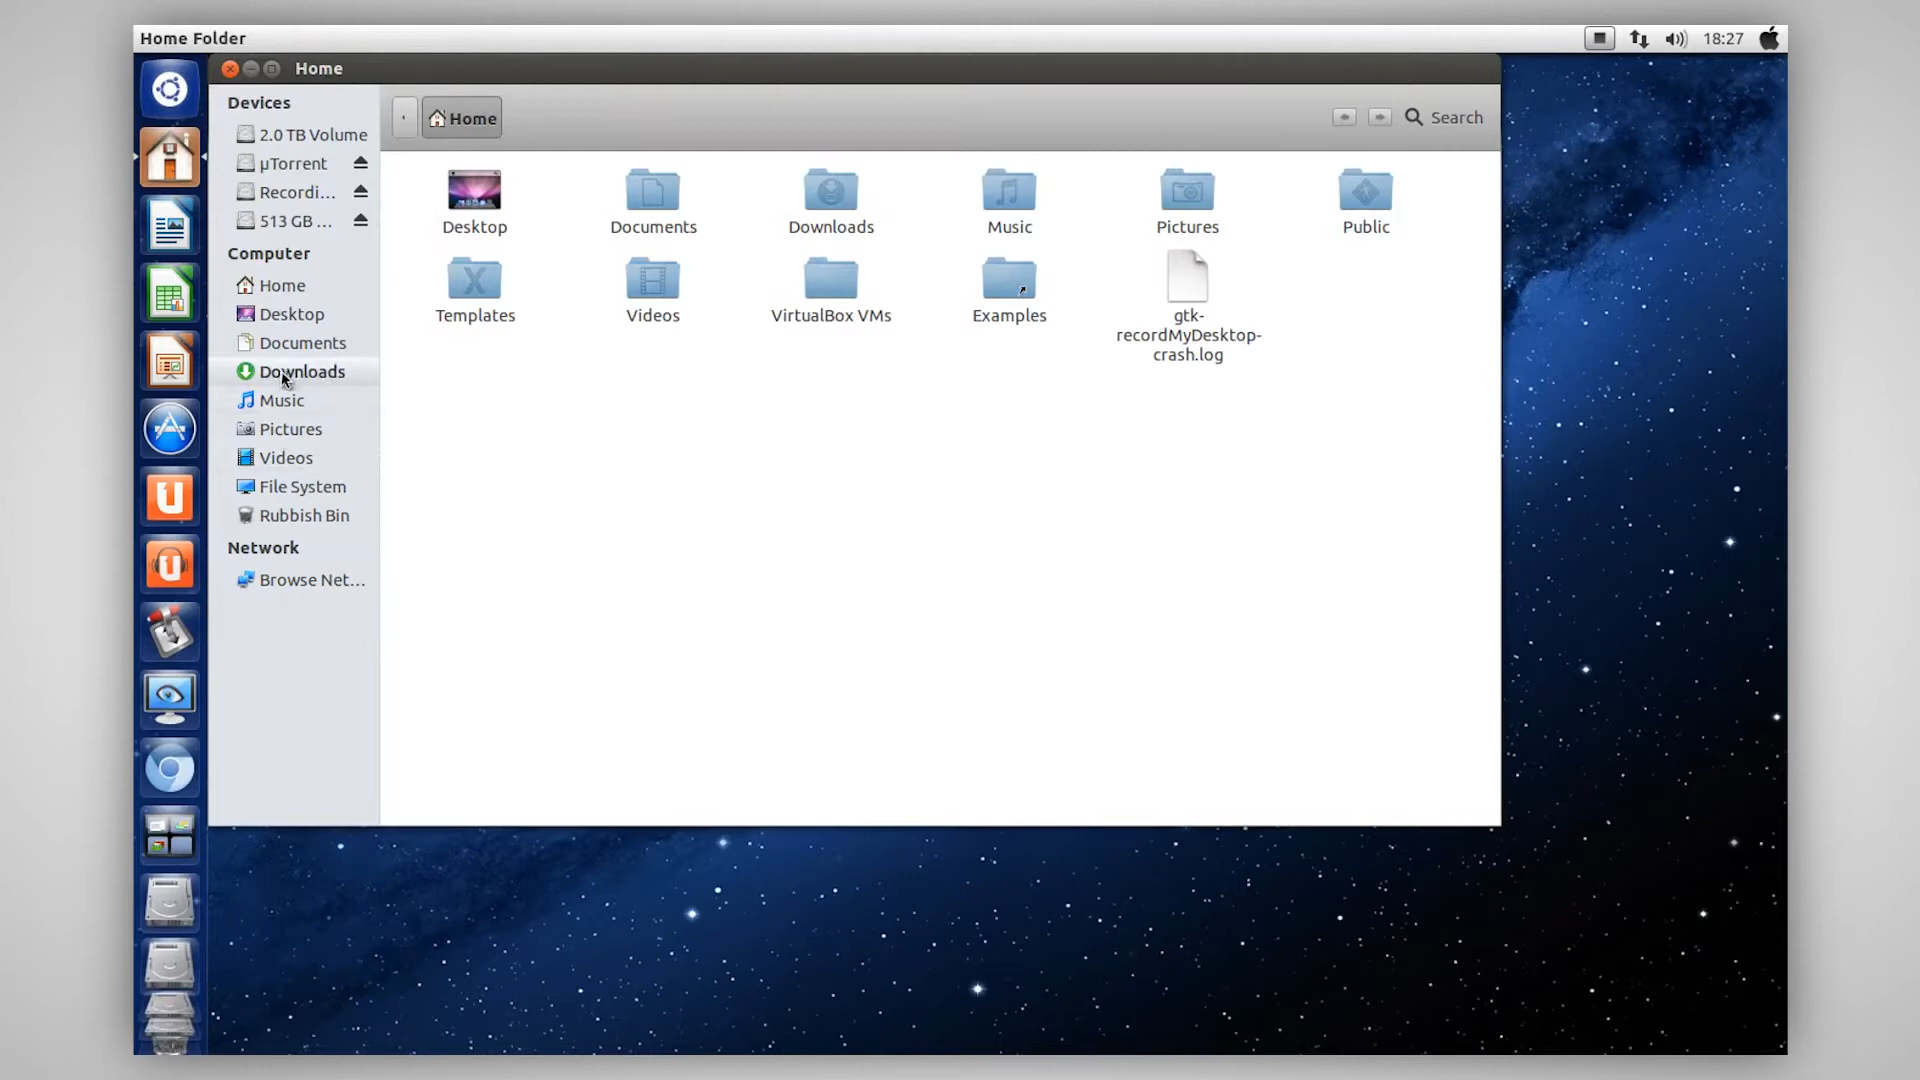 Home Folder
18:27
Home
Devices
2.0 TB Volume
µTorrent
Recordi...
513 GB ...
Computer
Home
Desktop
Documents
Downloads
Music
Pictures
Videos
File System
Rubbish Bin
Network
Browse Net...
Home
Search
Desktop
Documents
Downloads
Music
Pictures
Public
Templates
Videos
VirtualBox VMs
Examples
gtk-
recordMyDesktop-
crash.log